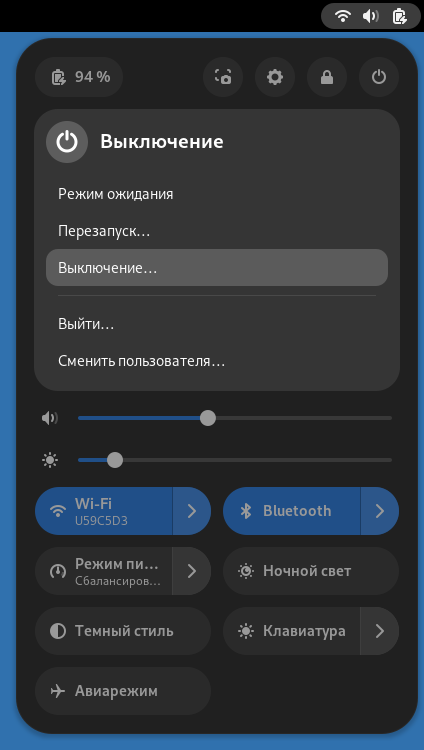 94 %
Выключение
Режим ожидания
Перезапуск…
Выключение…
Выйти…
Сменить пользователя…
Wi-Fi
U59C5D3
Bluetooth
Режим пи…
Сбалансиров…
Ночной свет
Темный стиль
Клавиатура
Авиарежим